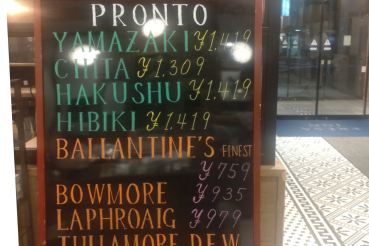 PRONTO
YAMAZAKI ¥1.419
CHITA ¥1.309
HAKUSHU ¥1.419
HIBIKI ¥1.419
BALLANTINE'S FINEST
¥759
BOWMORE ¥935
LAPHROAIG ¥979
TULLAMORE DEW